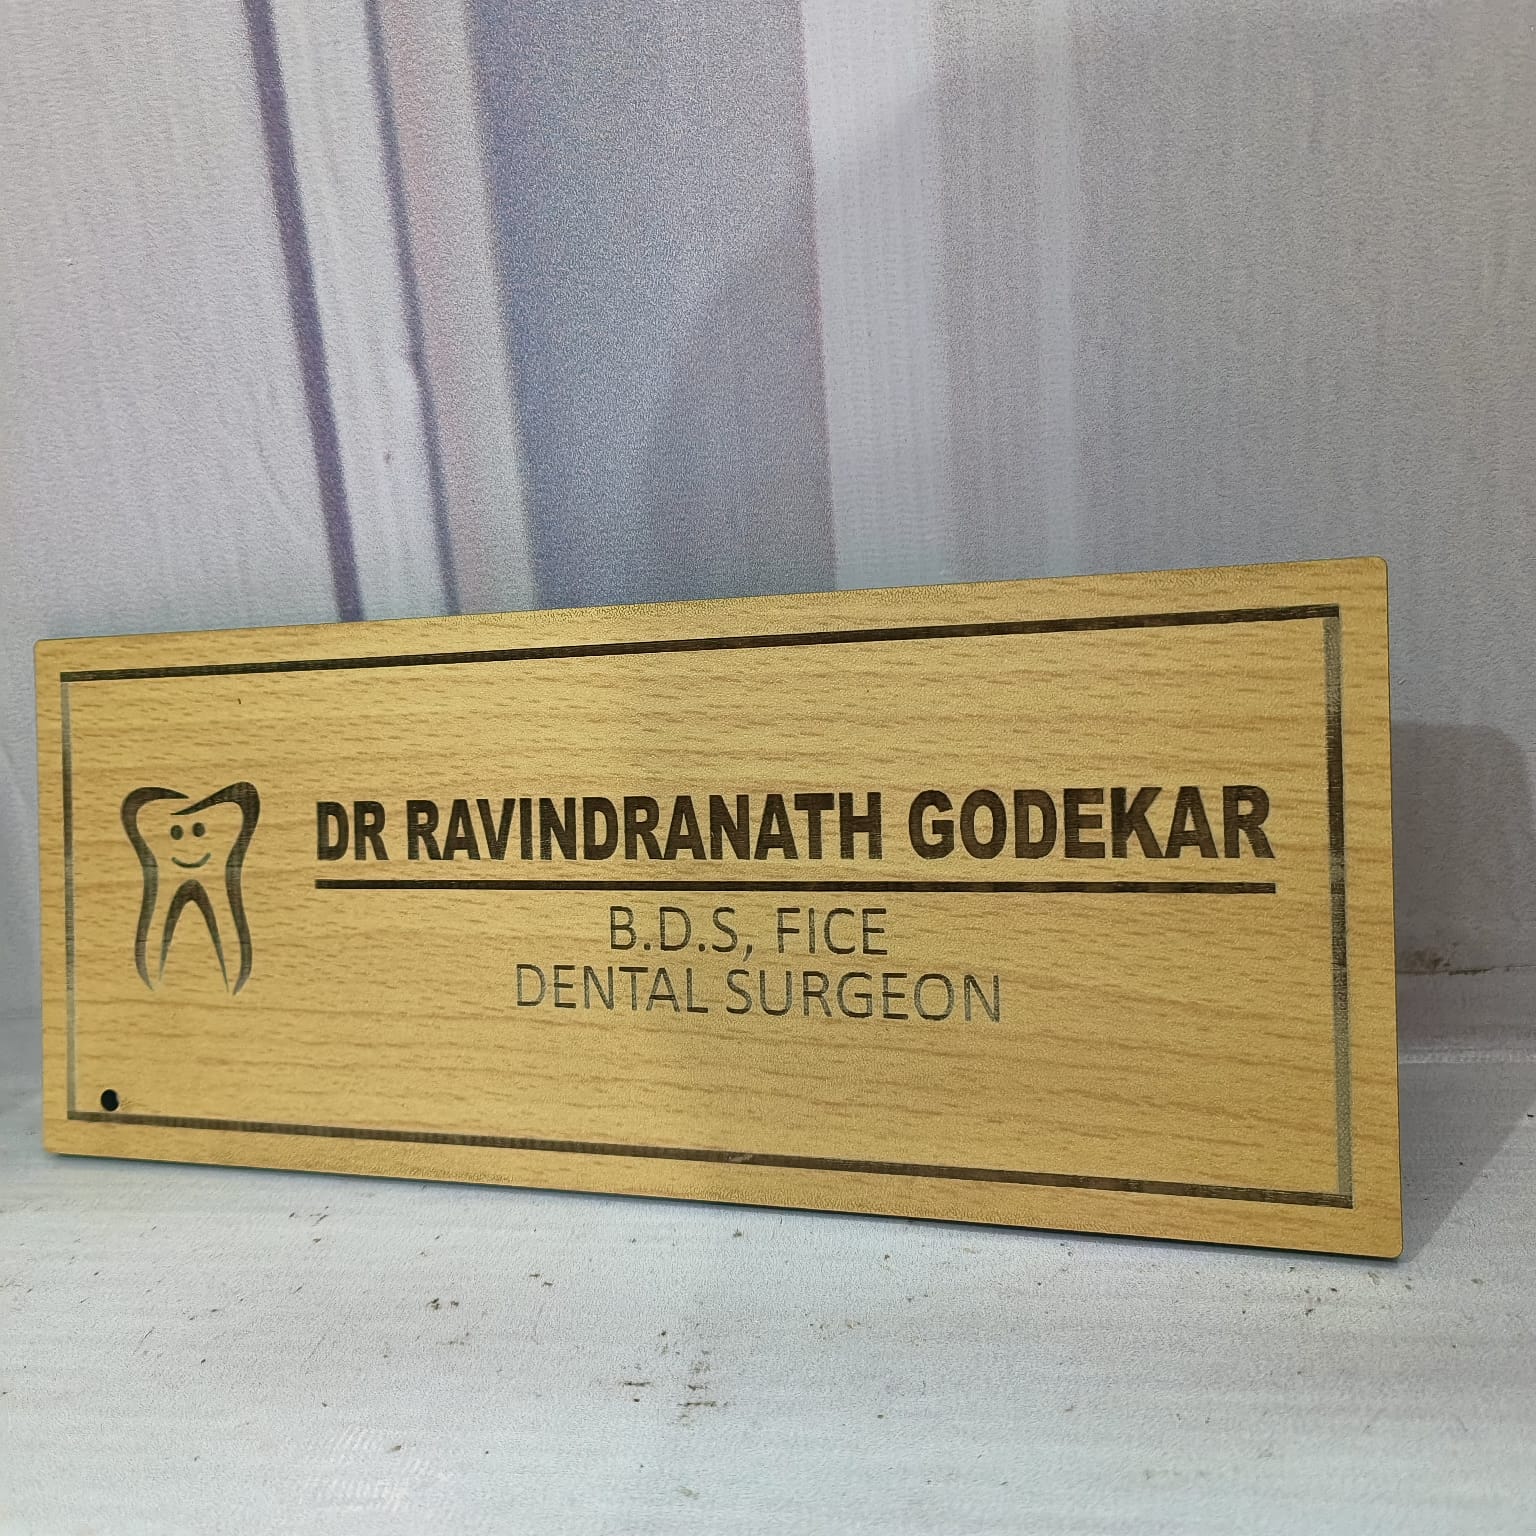 DR RAVINDRANATH GODEKAR
B.D.S, FICE
DENTAL SURGEON